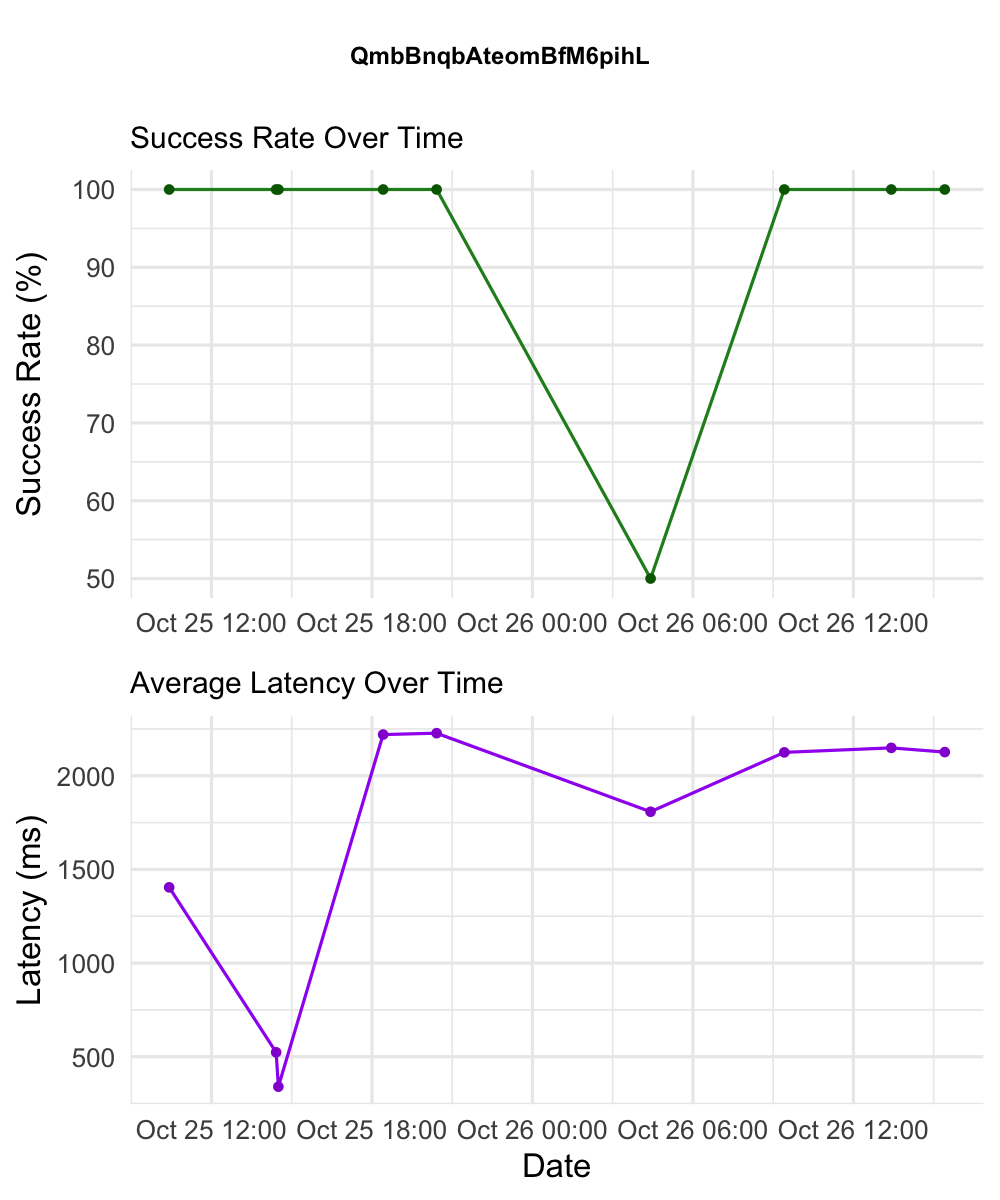 QmbBnqbAteomBfM6pihL
Success Rate Over Time
Success Rate (%)
100
90
80
70
60
50
Oct 25 12:00 Oct 25 18:00 Oct 26 00:00 Oct 26 06:00 Oct 26 12:00
Average Latency Over Time
Latency (ms)
2000
1500
1000
500
Oct 25 12:00 Oct 25 18:00 Oct 26 00:00 Oct 26 06:00 Oct 26 12:00
Date